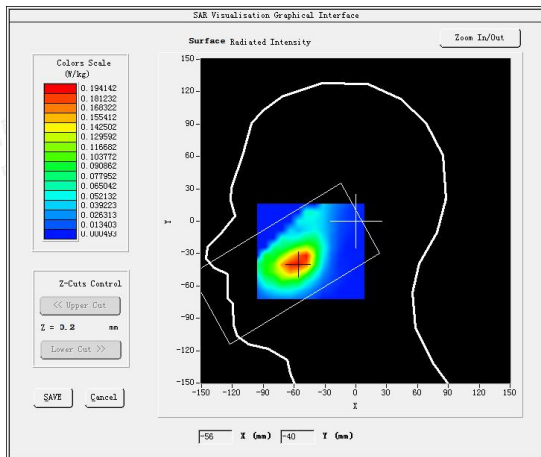 SAR Visualisation Graphical Interface
Surface Radiated Intensity
Zoom In/Out
Colors Scale
(W/kg)
0.194142
0.181232
0.168322
0.155412
0.142502
0.129592
0.116682
0.103772
0.090862
0.077952
0.065042
0.052132
0.039223
0.026313
0.013403
0.000493
Z-Cuts Control
<< Upper Cut
Z = 3.2 mm
Lower Cut >>
SAVE
Cancel
150
120
90
60
30
0
-30
-60
-90
-120
-150
Y
-150 -120 -90 -60 -30 0 30 60 90 120 150
X
-56 X (mm) -40 Y (mm)